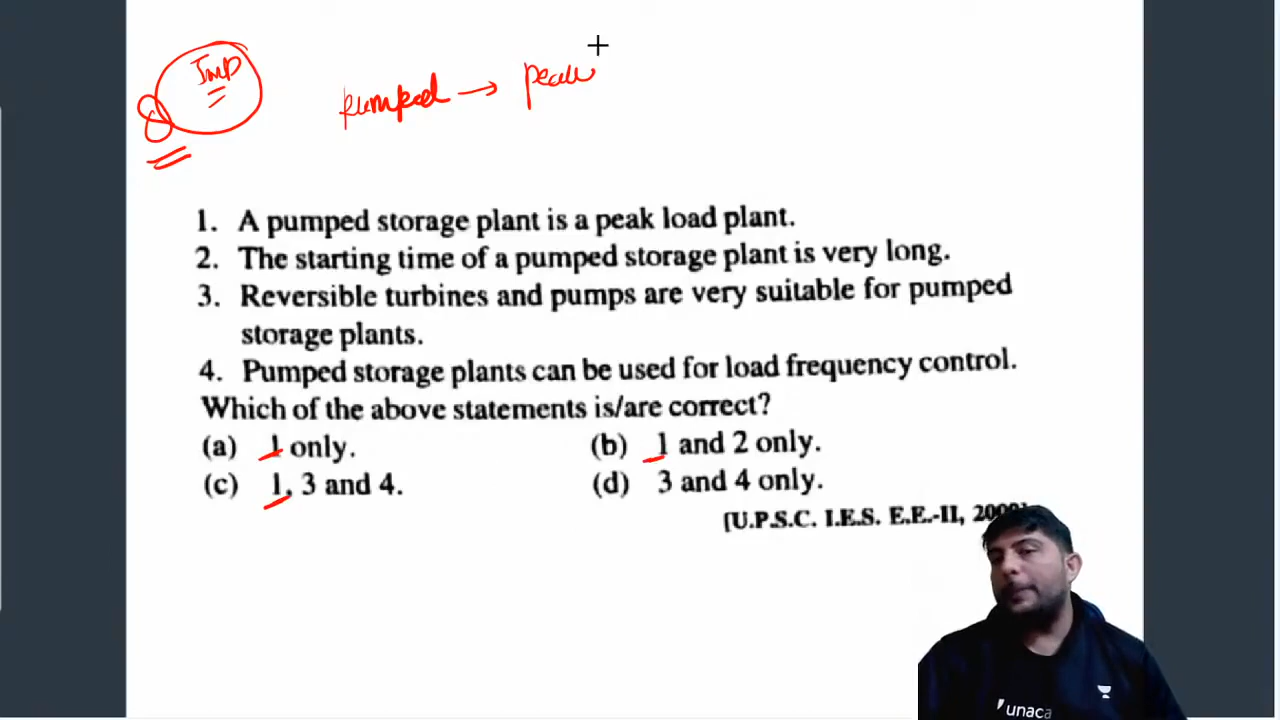 Imp
pumped → peak
1. A pumped storage plant is a peak load plant.
2. The starting time of a pumped storage plant is very long.
3. Reversible turbines and pumps are very suitable for pumped
storage plants.
4. Pumped storage plants can be used for load frequency control.
Which of the above statements is/are correct?
(a) 1 only.
(b) 1 and 2 only.
(c) 1, 3 and 4.
(d) 3 and 4 only.
[U.P.S.C. I.E.S. E.E.-II,
unaca